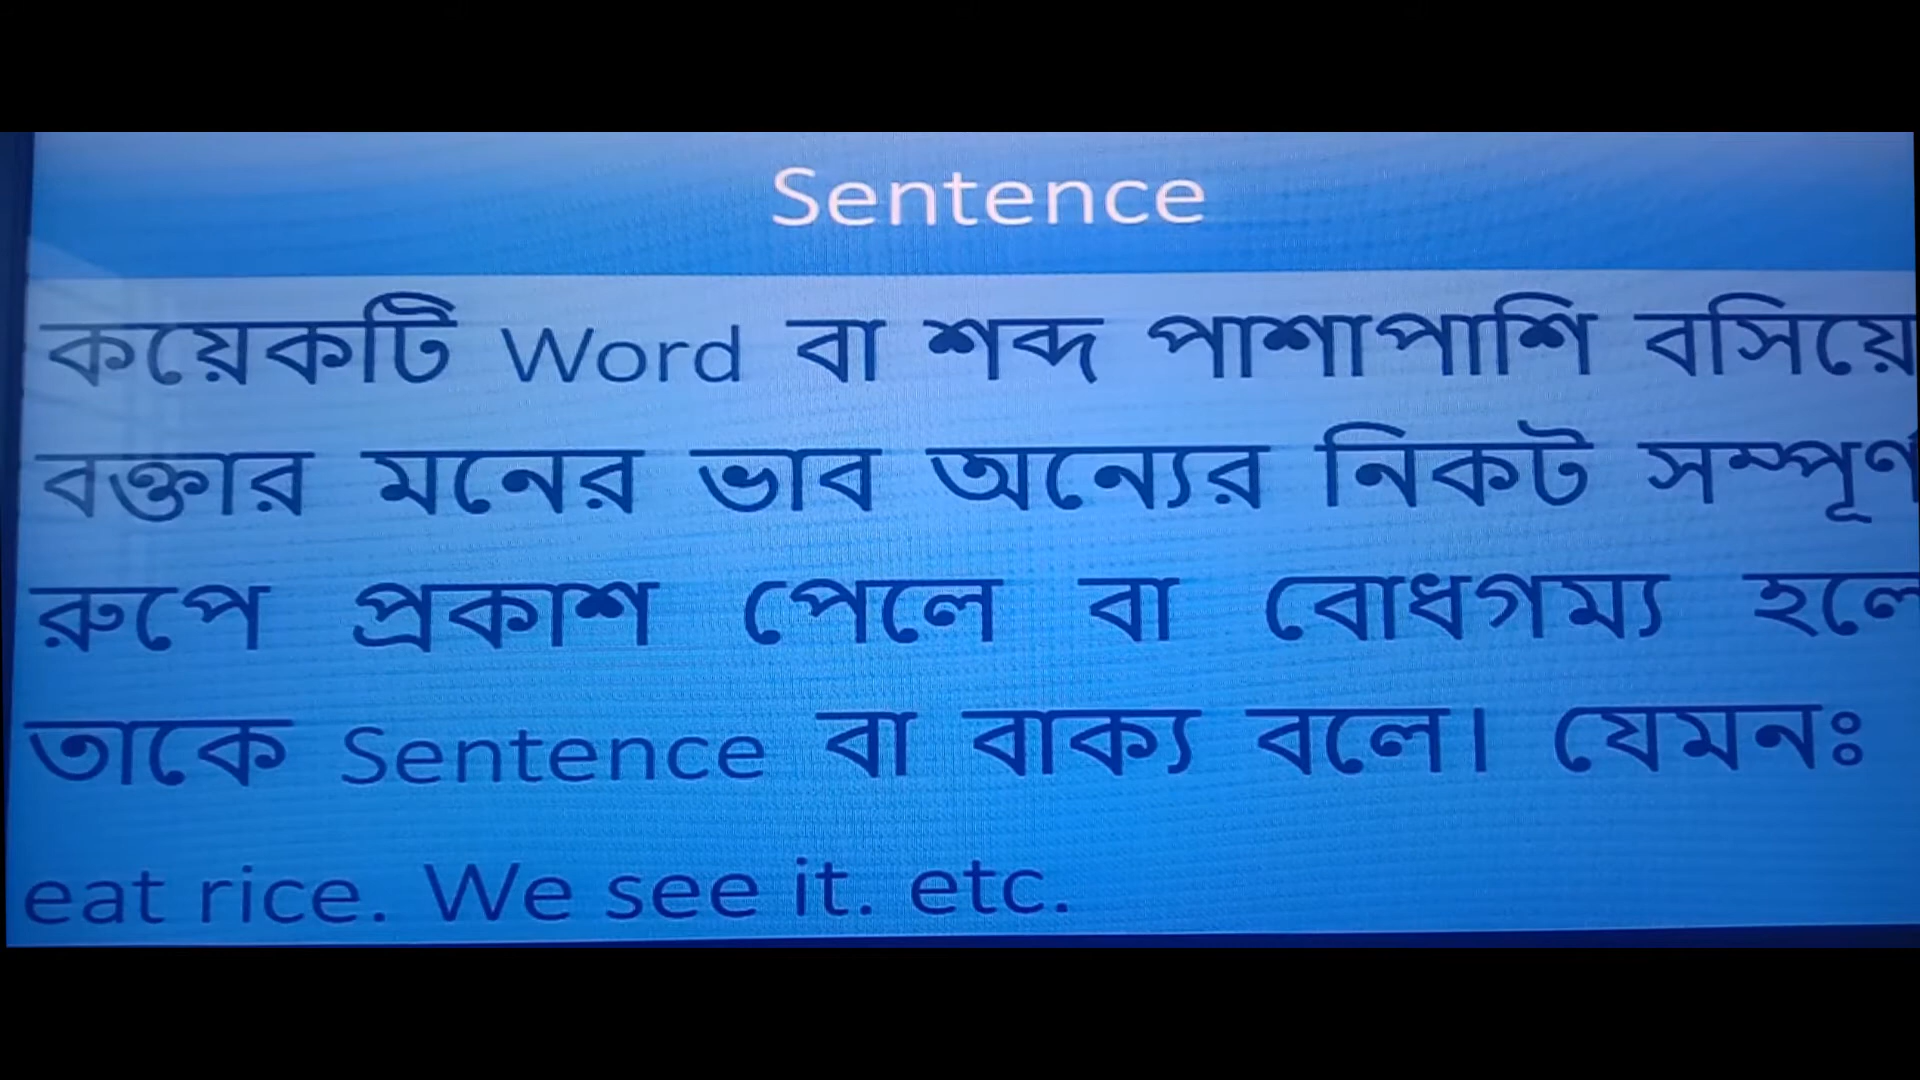 Sentence
কয়েকটি Word বা শব্দ পাশাপাশি বসিয়ে
বক্তার মনের ভাব অন্যের নিকট সম্পূর্ণ
রুপে প্রকাশ পেলে বা বোধগম্য হলে
তাকে Sentence বা বাক্য বলে। যেমনঃ
eat rice. We see it. etc.